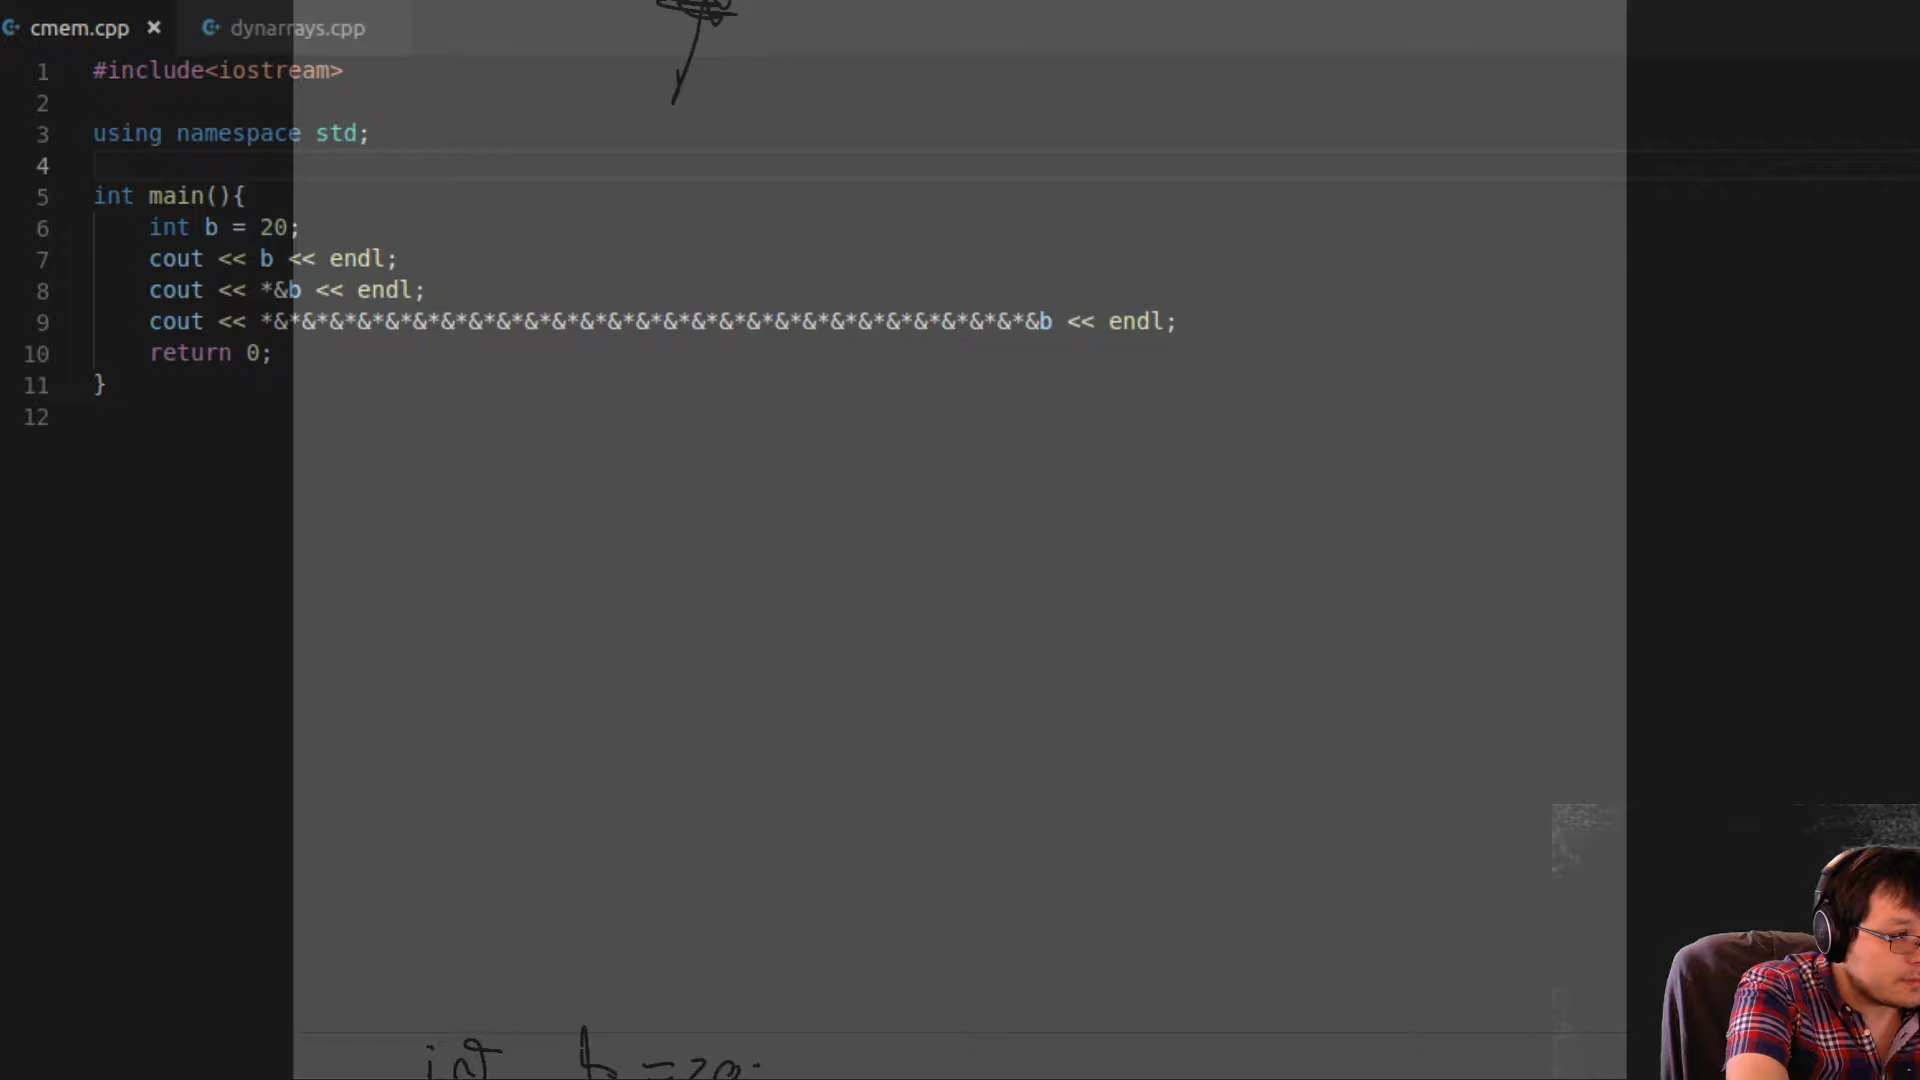 cmem.cpp × dynarrays.cpp
1 #include<iostream>
2
3 using namespace std;
4
5 int main(){
6 int b = 20;
7 cout << b << endl;
8 cout << *&b << endl;
9 cout << *&*&*&*&*&*&*&*&*&*&*&*&*&*&*&*&*&*&*&*&*&*&*&*&*&*&*&*&b << endl;
10 return 0;
11 }
12
int b = 20;